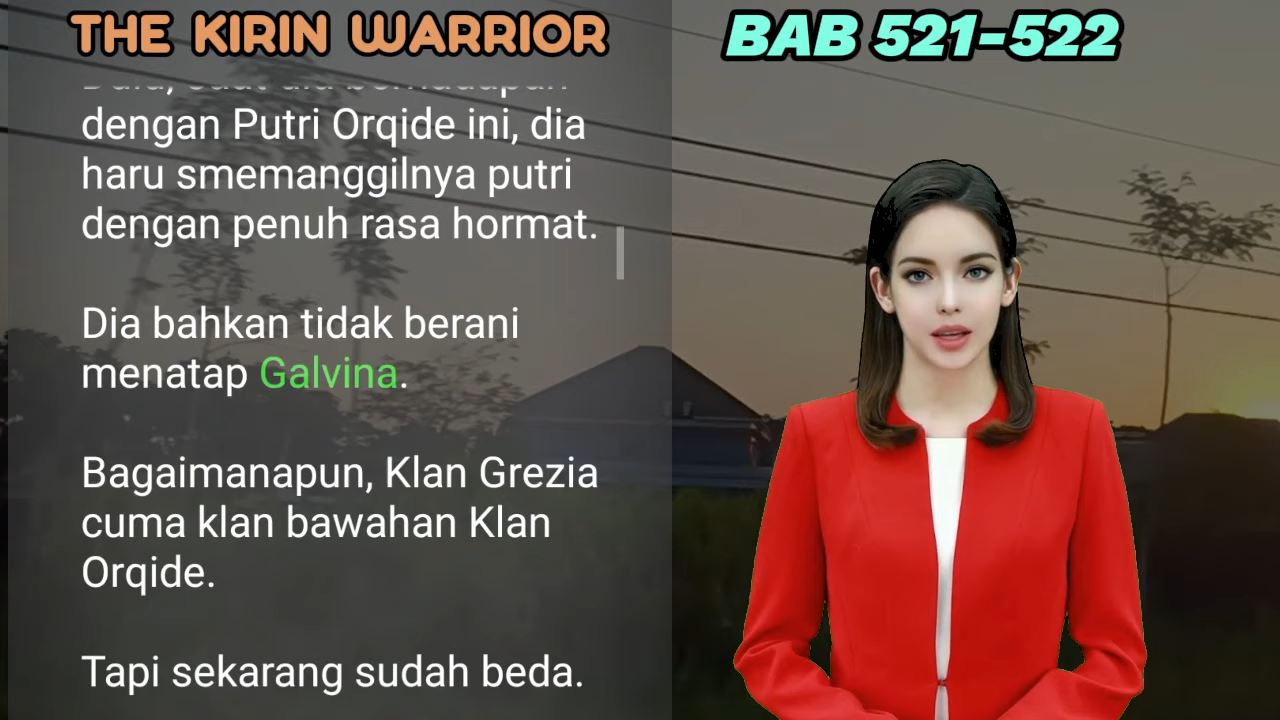 THE KIRIN WARRIOR
BAB 521-522
dengan Putri Orqide ini, dia
haru smemanggilnya putri
dengan penuh rasa hormat.
Dia bahkan tidak berani
menatap Galvina.
Bagaimanapun, Klan Grezia
cuma klan bawahan Klan
Orqide.
Tapi sekarang sudah beda.